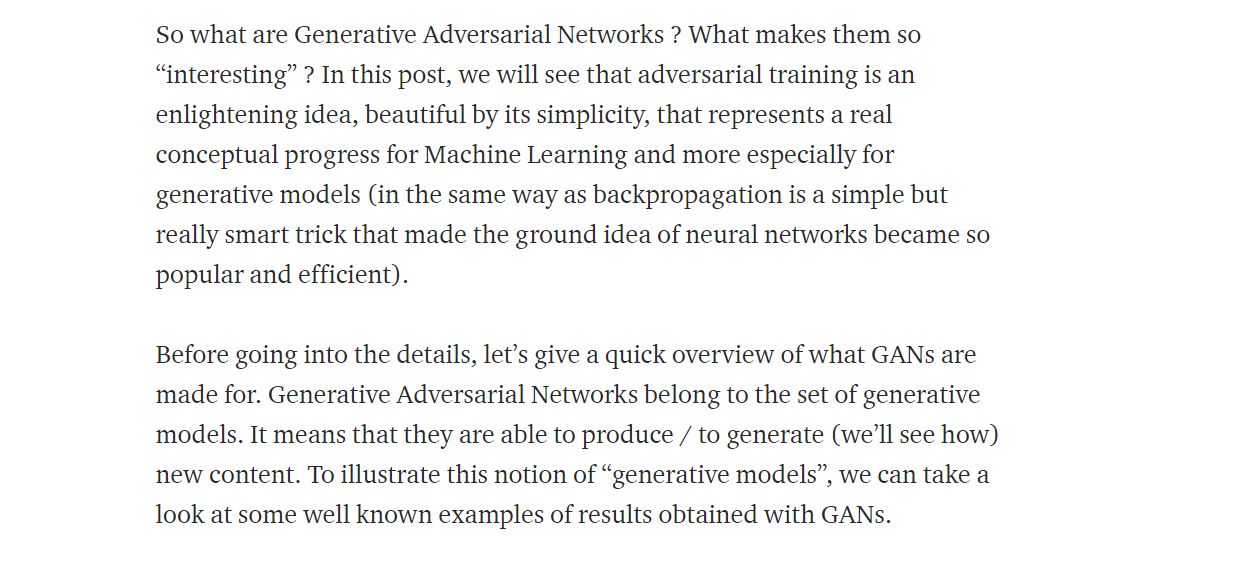 So what are Generative Adversarial Networks ? What makes them so
“interesting” ? In this post, we will see that adversarial training is an
enlightening idea, beautiful by its simplicity, that represents a real
conceptual progress for Machine Learning and more especially for
generative models (in the same way as backpropagation is a simple but
really smart trick that made the ground idea of neural networks became so
popular and efficient).
Before going into the details, let’s give a quick overview of what GANs are
made for. Generative Adversarial Networks belong to the set of generative
models. It means that they are able to produce / to generate (we’ll see how)
new content. To illustrate this notion of “generative models”, we can take a
look at some well known examples of results obtained with GANs.